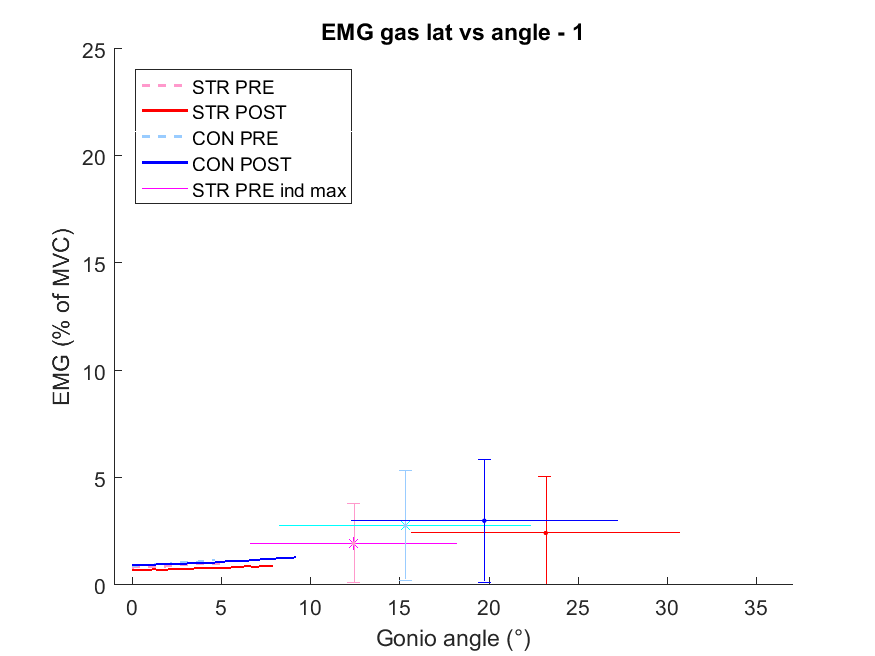 EMG gas lat vs angle - 1
25
STR PRE
STR POST
CON PRE
CON POST
STR PRE ind max
20
15
10
5
0
EMG (% of MVC)
0 5 10 15 20 25 30 35
Gonio angle (°)